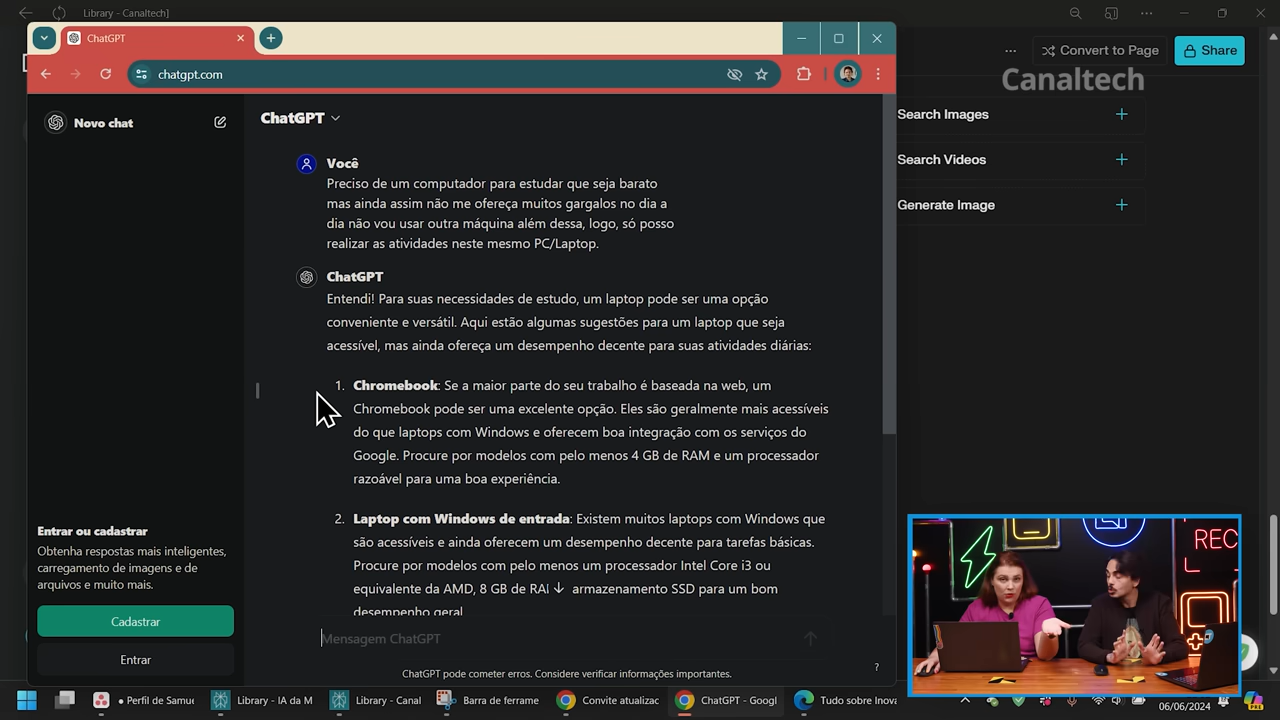 Library - Canaltech]
ChatGPT
chatgpt.com
Convert to Page
Share
Canaltech
Novo chat
ChatGPT
Search Images
Search Videos
Generate Image
Você
Preciso de um computador para estudar que seja barato
mas ainda assim não me ofereça muitos gargalos no dia a
dia não vou usar outra máquina além dessa, logo, só posso
realizar as atividades neste mesmo PC/Laptop.
ChatGPT
Entendi! Para suas necessidades de estudo, um laptop pode ser uma opção
conveniente e versátil. Aqui estão algumas sugestões para um laptop que seja
acessível, mas ainda ofereça um desempenho decente para suas atividades diárias:
1. Chromebook: Se a maior parte do seu trabalho é baseada na web, um
Chromebook pode ser uma excelente opção. Eles são geralmente mais acessíveis
do que laptops com Windows e oferecem boa integração com os serviços do
Google. Procure por modelos com pelo menos 4 GB de RAM e um processador
razoável para uma boa experiência.
2. Laptop com Windows de entrada: Existem muitos laptops com Windows que
são acessíveis e ainda oferecem um desempenho decente para tarefas básicas.
Procure por modelos com pelo menos um processador Intel Core i3 ou
equivalente da AMD, 8 GB de RA armazenamento SSD para um bom
desempenho geral
Entrar ou cadastrar
Obtenha respostas mais inteligentes,
carregamento de imagens e de
arquivos e muito mais.
Cadastrar
Entrar
Mensagem ChatGPT
ChatGPT pode cometer erros. Considere verificar informações importantes.
?
REC
Perfil de Samue
Library - IA da M
Library - Canal
Barra de ferrame
Convite atualizac
ChatGPT - Googl
Tudo sobre Inova
06/06/2024
PRE